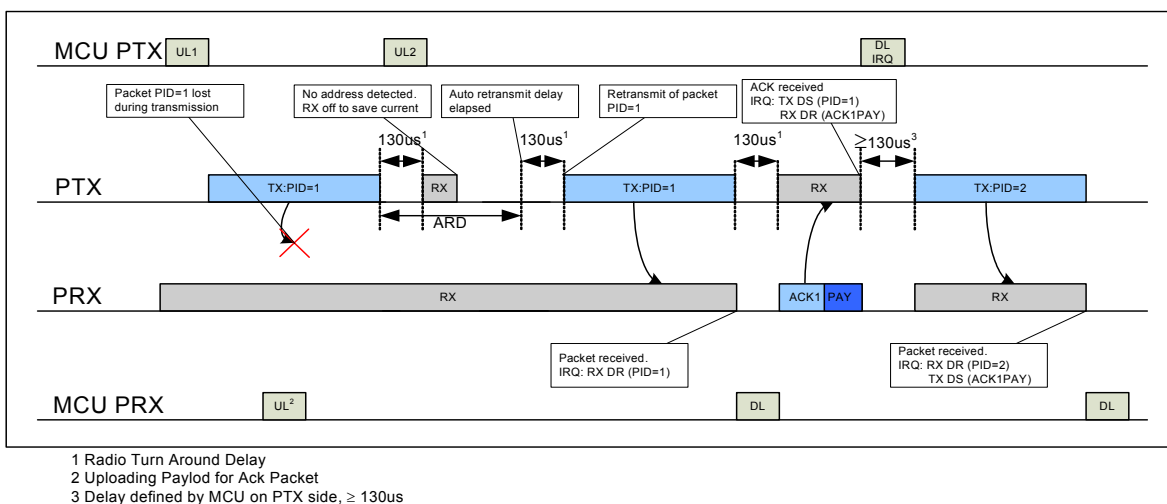 MCU PTX
UL1
UL2
DL
IRQ
Packet PID=1 lost
during transmission
No address detected.
RX off to save current
Auto retransmit delay
elapsed
Retransmit of packet
PID=1
ACK received
IRQ: TX DS (PID=1)
RX DR (ACK1PAY)
130us¹
130us¹
130us¹
≥130us³
PTX
TX:PID=1
RX
TX:PID=1
RX
TX:PID=2
ARD
PRX
RX
ACK1
PAY
RX
Packet received.
IRQ: RX DR (PID=1)
Packet received.
IRQ: RX DR (PID=2)
TX DS (ACK1PAY)
MCU PRX
UL²
DL
DL
1 Radio Turn Around Delay
2 Uploading Paylod for Ack Packet
3 Delay defined by MCU on PTX side, ≥ 130us